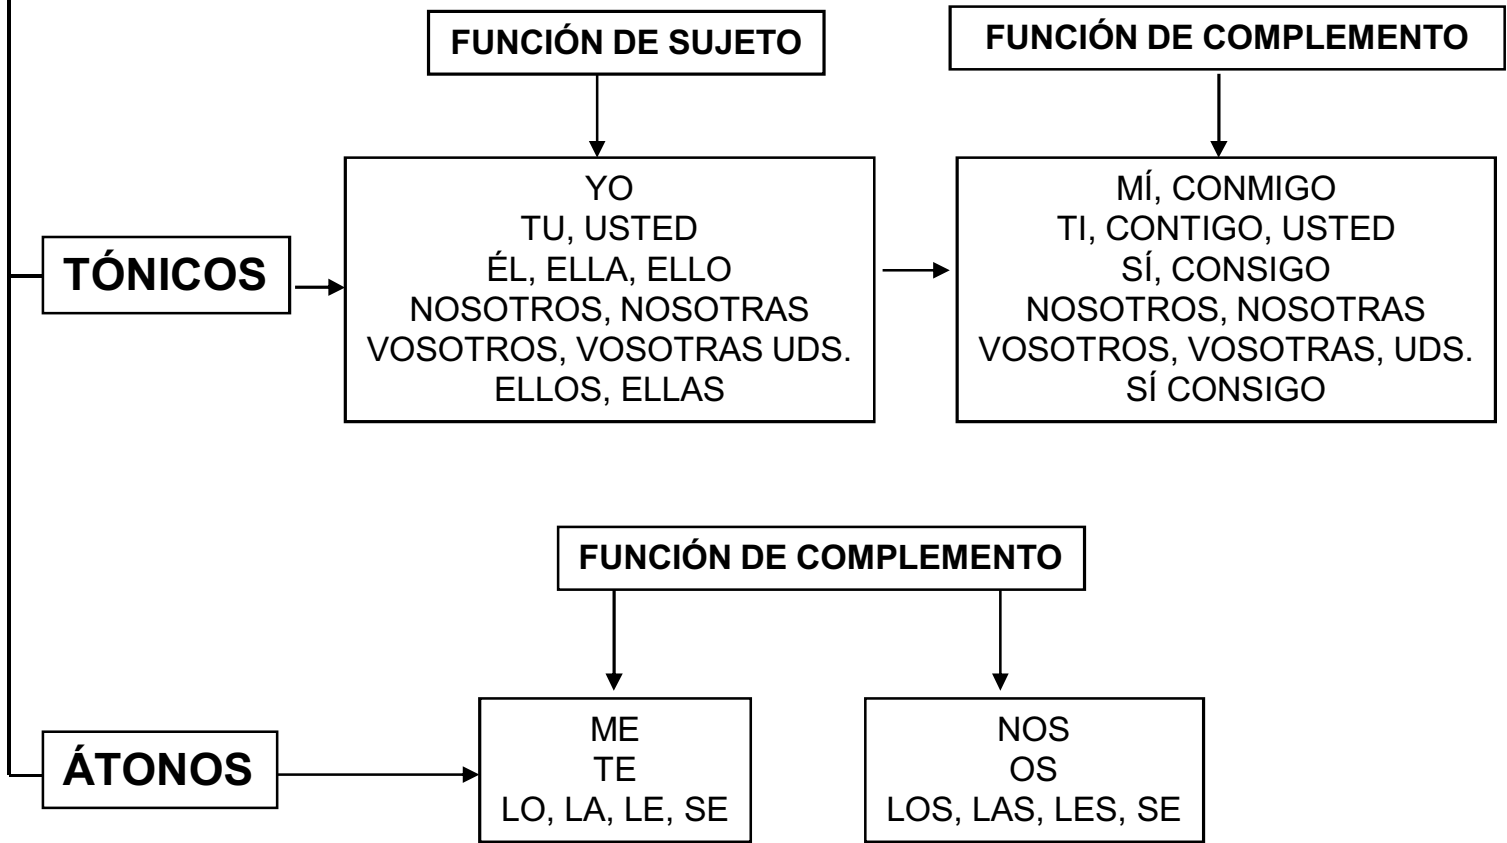 FUNCIÓN DE SUJETO
FUNCIÓN DE COMPLEMENTO
TÓNICOS
YO
TU, USTED
ÉL, ELLA, ELLO
NOSOTROS, NOSOTRAS
VOSOTROS, VOSOTRAS UDS.
ELLOS, ELLAS
MÍ, CONMIGO
TI, CONTIGO, USTED
SÍ, CONSIGO
NOSOTROS, NOSOTRAS
VOSOTROS, VOSOTRAS, UDS.
SÍ CONSIGO
FUNCIÓN DE COMPLEMENTO
ÁTONOS
ME
TE
LO, LA, LE, SE
NOS
OS
LOS, LAS, LES, SE